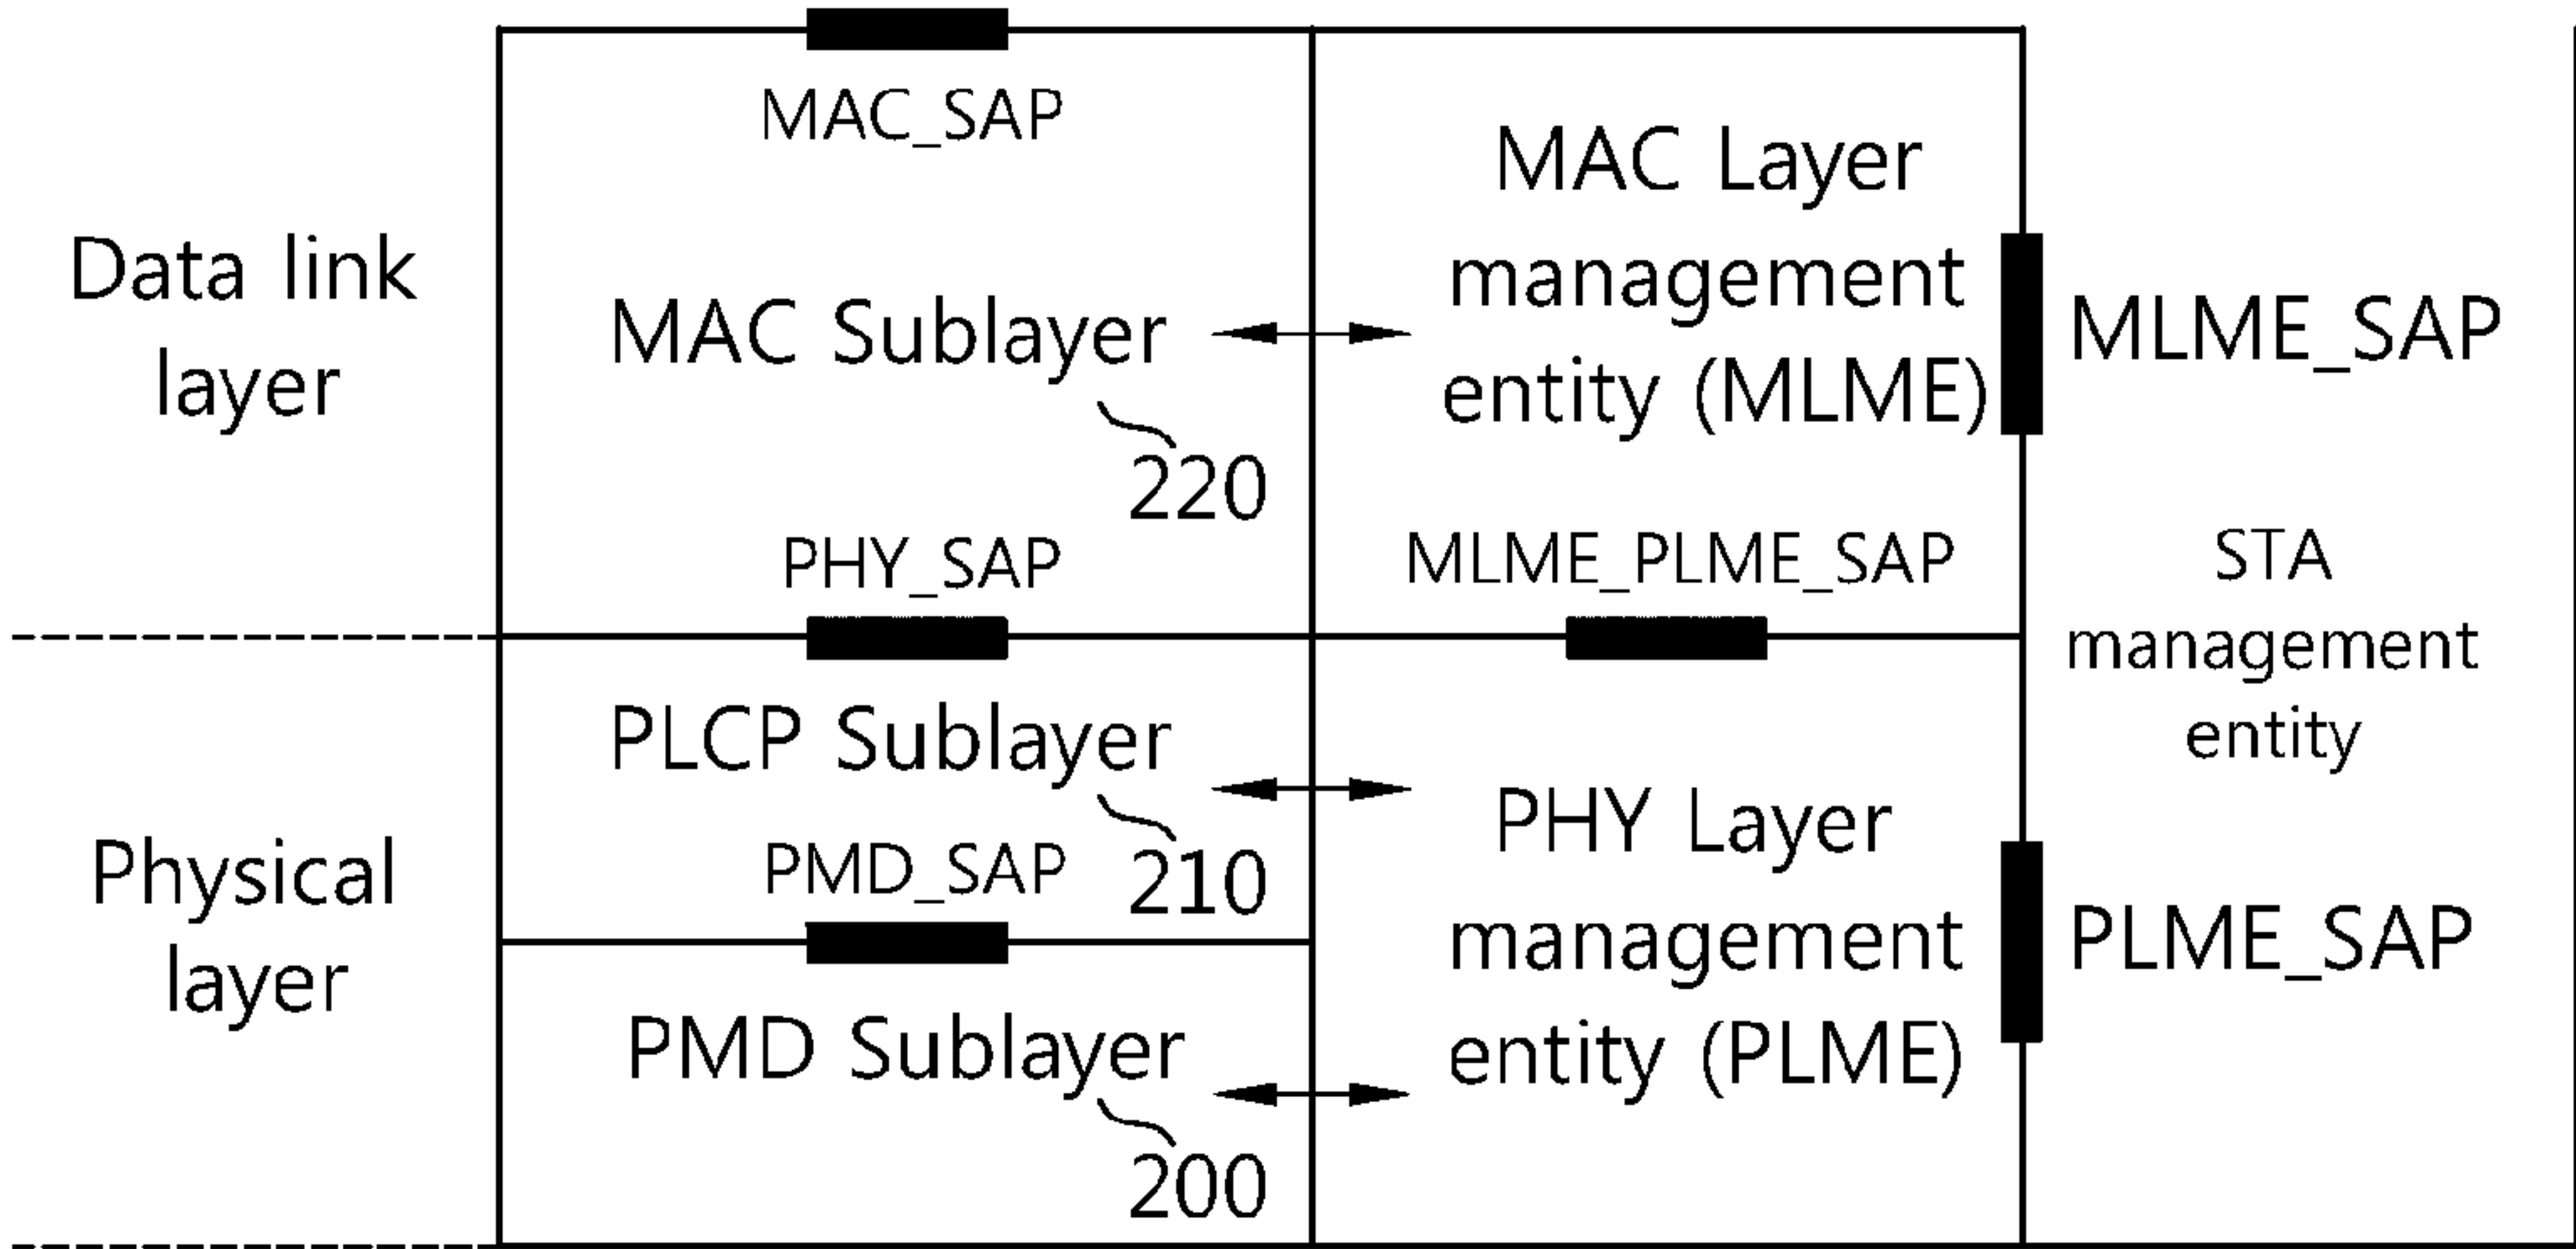 Data link
layer
Physical
layer
MAC_SAP
MAC Sublayer
220
PHY_SAP
PLCP Sublayer
210
PMD_SAP
PMD Sublayer
200
MAC Layer
management
entity (MLME)
MLME_PLME_SAP
PHY Layer
management
entity (PLME)
MLME_SAP
STA
management
entity
PLME_SAP